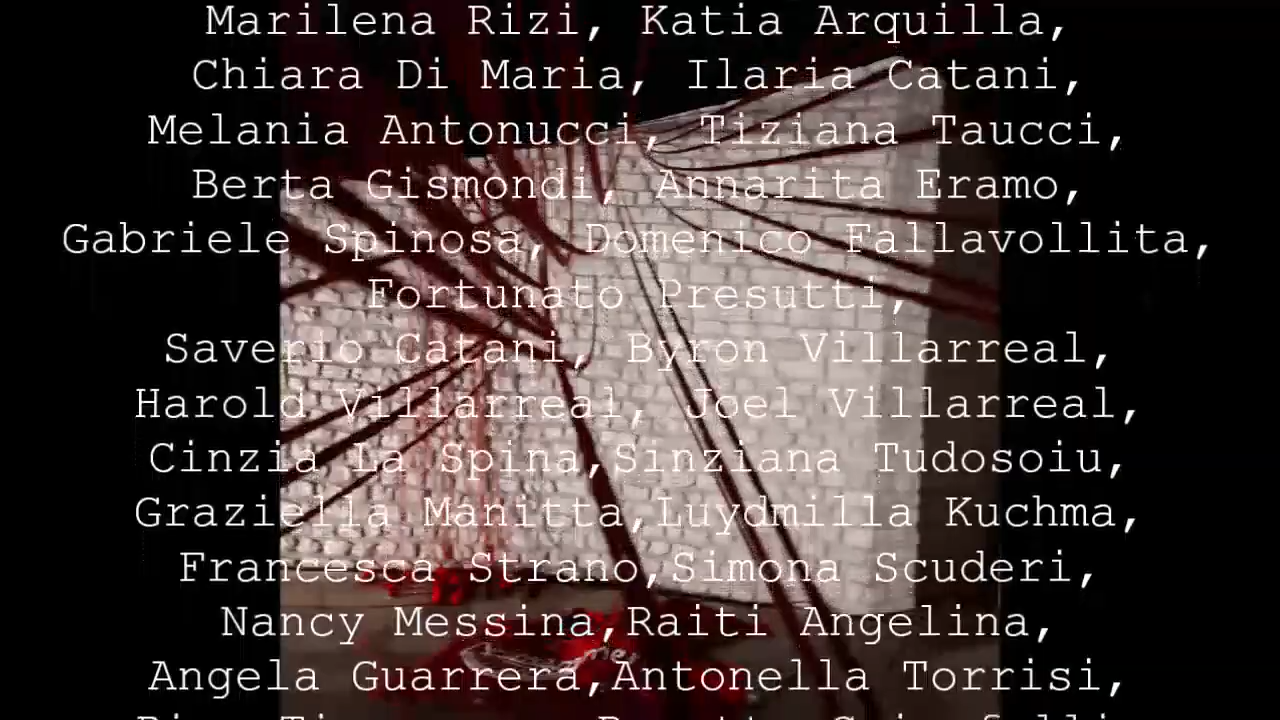 Marilena Rizi, Katia Arquilla,
Chiara Di Maria, Ilaria Catani,
Melania Antonucci, Tiziana Taucci,
Berta Gismondi, Annarita Eramo,
Gabriele Spinosa, Domenico Fallavollita,
Fortunato Presutti,
Saverio Catani, Byron Villarreal,
Harold Villarreal, Joel Villarreal,
Cinzia La Spina,Sinziana Tudosoiu,
Graziella Manitta,Luydmilla Kuchma,
Francesca Strano,Simona Scuderi,
Nancy Messina,Raiti Angelina,
Angela Guarrera,Antonella Torrisi,